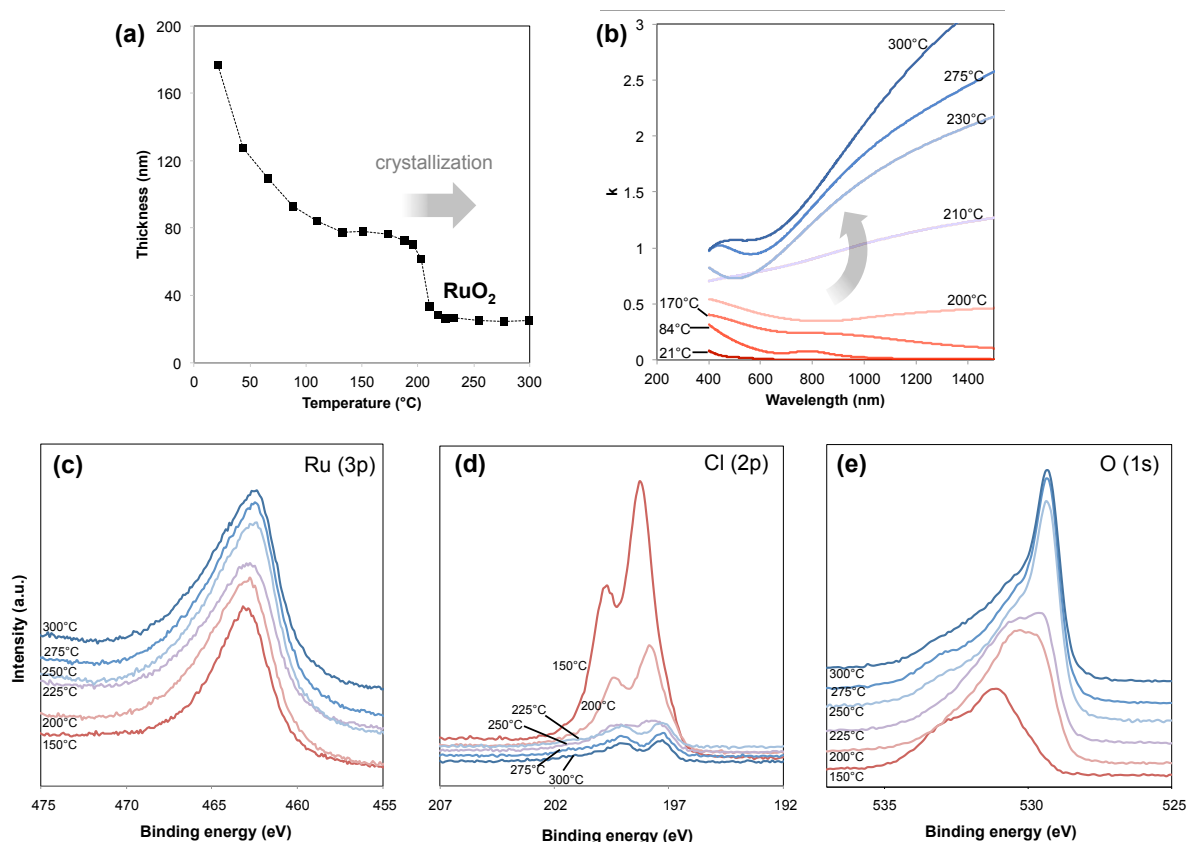 (a)
200
160
120
80
40
0
Thickness (nm)
crystallization
RuO₂
0 50 100 150 200 250 300
Temperature (°C)
(b)
3
2.5
2
1.5
1
0.5
0
k
300°C
275°C
230°C
210°C
200°C
170°C
84°C
21°C
200 400 600 800 1000 1200 1400
Wavelength (nm)
(c)
Ru (3p)
Intensity (a.u.)
300°C
275°C
250°C
225°C
200°C
150°C
475 470 465 460 455
Binding energy (eV)
(d)
Cl (2p)
150°C
200°C
225°C
250°C
275°C
300°C
207 202 197 192
Binding energy (eV)
(e)
O (1s)
300°C
275°C
250°C
225°C
200°C
150°C
535 530 525
Binding energy (eV)